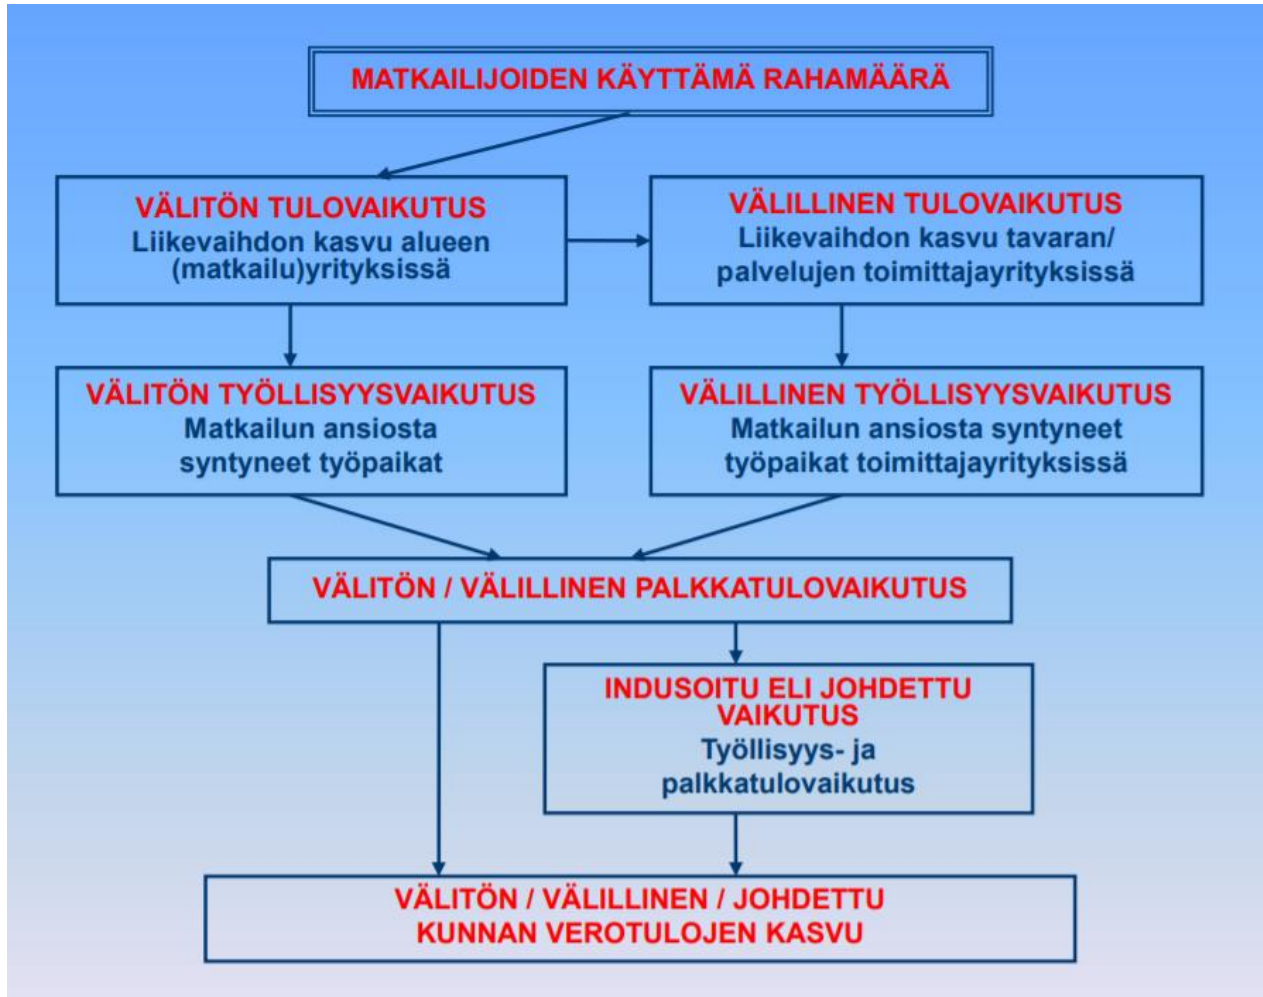 MATKAILIJOIDEN KÄYTTÄMÄ RAHAMÄÄRÄ
VÄLITÖN TULOVAIKUTUS
Liikevaihdon kasvu alueen
(matkailu)yrityksissä
VÄLILLINEN TULOVAIKUTUS
Liikevaihdon kasvu tavaran/
palvelujen toimittajayrityksissä
VÄLITÖN TYÖLLISYYSVAIKUTUS
Matkailun ansiosta
syntyneet työpaikat
VÄLILLINEN TYÖLLISYYSVAIKUTUS
Matkailun ansiosta syntyneet
työpaikat toimittajayrityksissä
VÄLITÖN / VÄLILLINEN PALKKATULOVAIKUTUS
INDUSOITU ELI JOHDETTU
VAIKUTUS
Työllisyys- ja
palkkatulovaikutus
VÄLITÖN / VÄLILLINEN / JOHDETTU
KUNNAN VEROTULOJEN KASVU